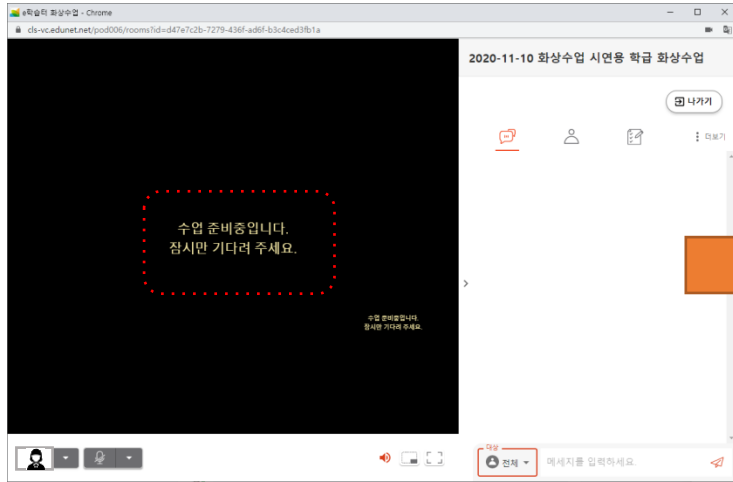 e학습터 화상수업 - Chrome
cls-vc.edunet.net/pod006/rooms?id=d47e7c2b-7279-436f-ad6f-b3c4ced3fb1a
2020-11-10 화상수업 시연용 학급 화상수업
나가기
더보기
수업 준비중입니다.
잠시만 기다려 주세요.
수업 준비중입니다.
잠시만 기다려 주세요.
대상
전체
메세지를 입력하세요.